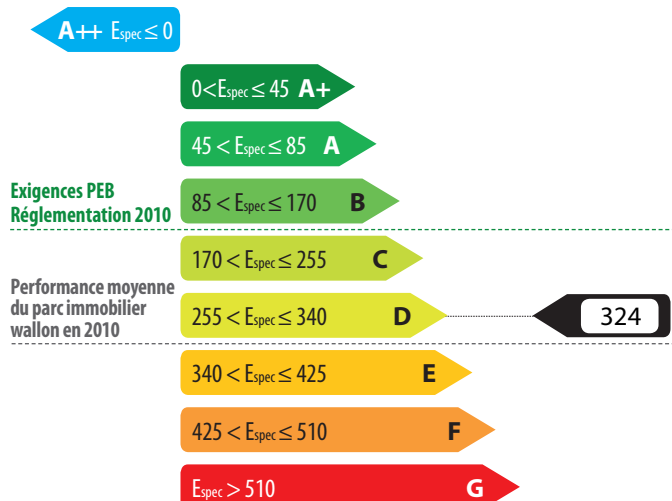 A++ Espec ≤ 0
0<Espec ≤ 45 A+
45 < Espec ≤ 85 A
Exigences PEB
Réglementation 2010
85 < Espec ≤ 170 B
170 < Espec ≤ 255 C
Performance moyenne
du parc immobilier
wallon en 2010
255 < Espec ≤ 340 D
324
340 < Espec ≤ 425 E
425 < Espec ≤ 510 F
Espec > 510 G